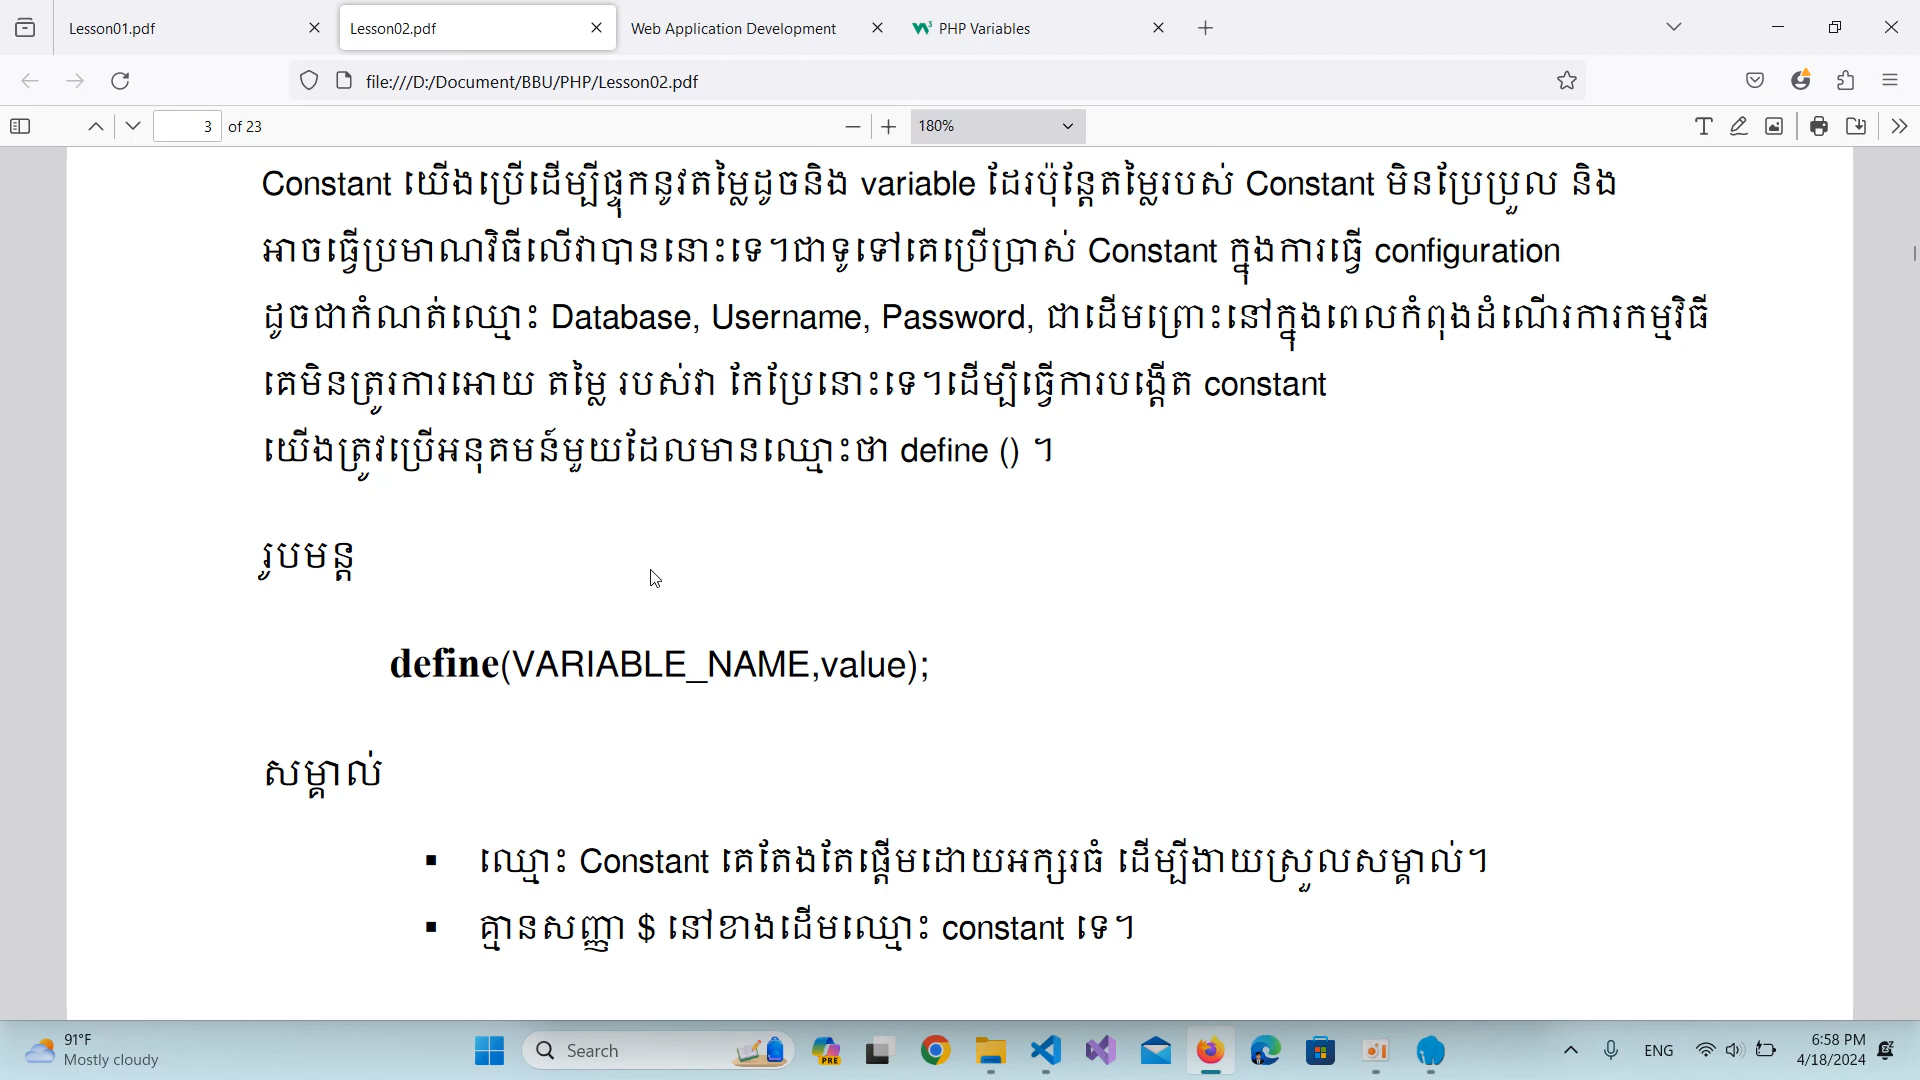 Lesson01.pdf
Lesson02.pdf
Web Application Development
PHP Variables
file:///D:/Document/BBU/PHP/Lesson02.pdf
3 of 23
180%
Constant យើងប្រើដើម្បីផ្ទុកនូវតម្លៃដូចនិង variable ដែរប៉ុន្តែតម្លៃរបស់ Constant មិនប្រែប្រួល និង
អាចធ្វើប្រមាណវិធីលើវាបាននោះទេ។ជាទូទៅគេប្រើប្រាស់ Constant ក្នុងការធ្វើ configuration
ដូចជាកំណត់ឈ្មោះ Database, Username, Password, ជាដើមព្រោះនៅក្នុងពេលកំពុងដំណើរការកម្មវិធី
គេមិនត្រូវការអោយ តម្លៃ របស់វា កែប្រែនោះទេ។ដើម្បីធ្វើការបង្កើត constant
យើងត្រូវប្រើអនុគមន៍មួយដែលមានឈ្មោះថា define () ។
រូបមន្ត
define(VARIABLE_NAME,value);
សម្គាល់
▪ ឈ្មោះ Constant គេតែងតែផ្តើមដោយអក្សរធំ ដើម្បីងាយស្រួលសម្គាល់។
▪ គ្មានសញ្ញា $ នៅខាងដើមឈ្មោះ constant ទេ។
91°F
Mostly cloudy
Search
PRE
ENG
6:58 PM
4/18/2024